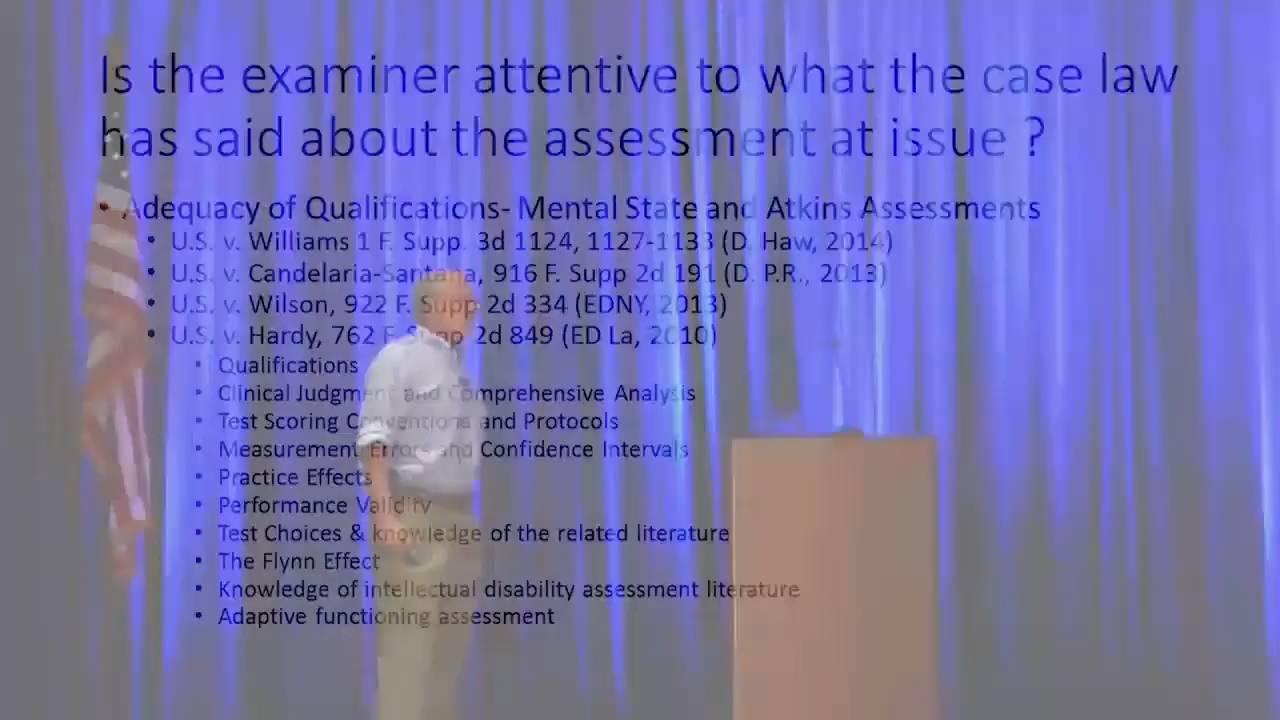 Is the examiner attentive to what the case law
has said about the assessment at issue ?
• Adequacy of Qualifications- Mental State and Atkins Assessments
• U.S. v. Williams 1 F. Supp. 3d 1124, 1127-1133 (D. Haw, 2014)
• U.S. v. Candelaria-Santana, 916 F. Supp 2d 191 (D. P.R., 2013)
• U.S. v. Wilson, 922 F. Supp 2d 334 (EDNY, 2013)
• U.S. v. Hardy, 762 F. Supp 2d 849 (ED La, 2010)
• Qualifications
• Clinical Judgment and Comprehensive Analysis
• Test Scoring Conventions and Protocols
• Measurement Errors and Confidence Intervals
• Practice Effects
• Performance Validity
• Test Choices & knowledge of the related literature
• The Flynn Effect
• Knowledge of intellectual disability assessment literature
• Adaptive functioning assessment